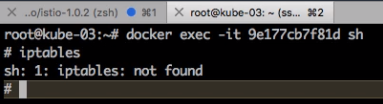 ..o/istio-1.0.2 (zsh) ⌘1 × root@kube-03: ~ (ss... ⌘2
root@kube-03:~# docker exec -it 9e177cb7f81d sh
# iptables
sh: 1: iptables: not found
#